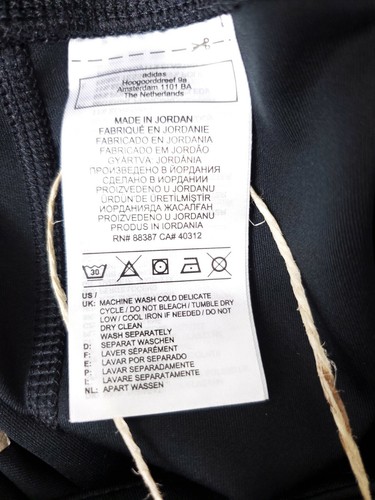 adidas
Hoogoorddreef 9a
Amsterdam 1101 BA
The Netherlands
MADE IN JORDAN
FABRIQUÉ EN JORDANIE
FABRICADO EN JORDANIA
FABRICADO EM JORDÃO
GYÁRTVA: JORDÁNIA
ПРОИЗВЕДЕНО В ЙОРДАНИЯ
СДЕЛАНО В ИОРДАНИИ
PROIZVEDENO U JORDANU
ÜRDÜN'DE ÜRETİLMİŞTİR
ИОРДАНИЯДА ЖАСАЛҒАН
PROIZVEDENO U JORDANU
PRODUS IN IORDANIA
RN# 88387 CA# 40312
30
US /
UK: MACHINE WASH COLD DELICATE
CYCLE / DO NOT BLEACH / TUMBLE DRY
LOW / COOL IRON IF NEEDED / DO NOT
DRY CLEAN
WASH SEPARATELY
D: SEPARAT WASCHEN
F: LAVER SÉPARÉMENT
E: LAVAR POR SEPARADO
P: LAVAR SEPARADAMENTE
I: LAVARE SEPARATAMENTE
NL: APART WASSEN